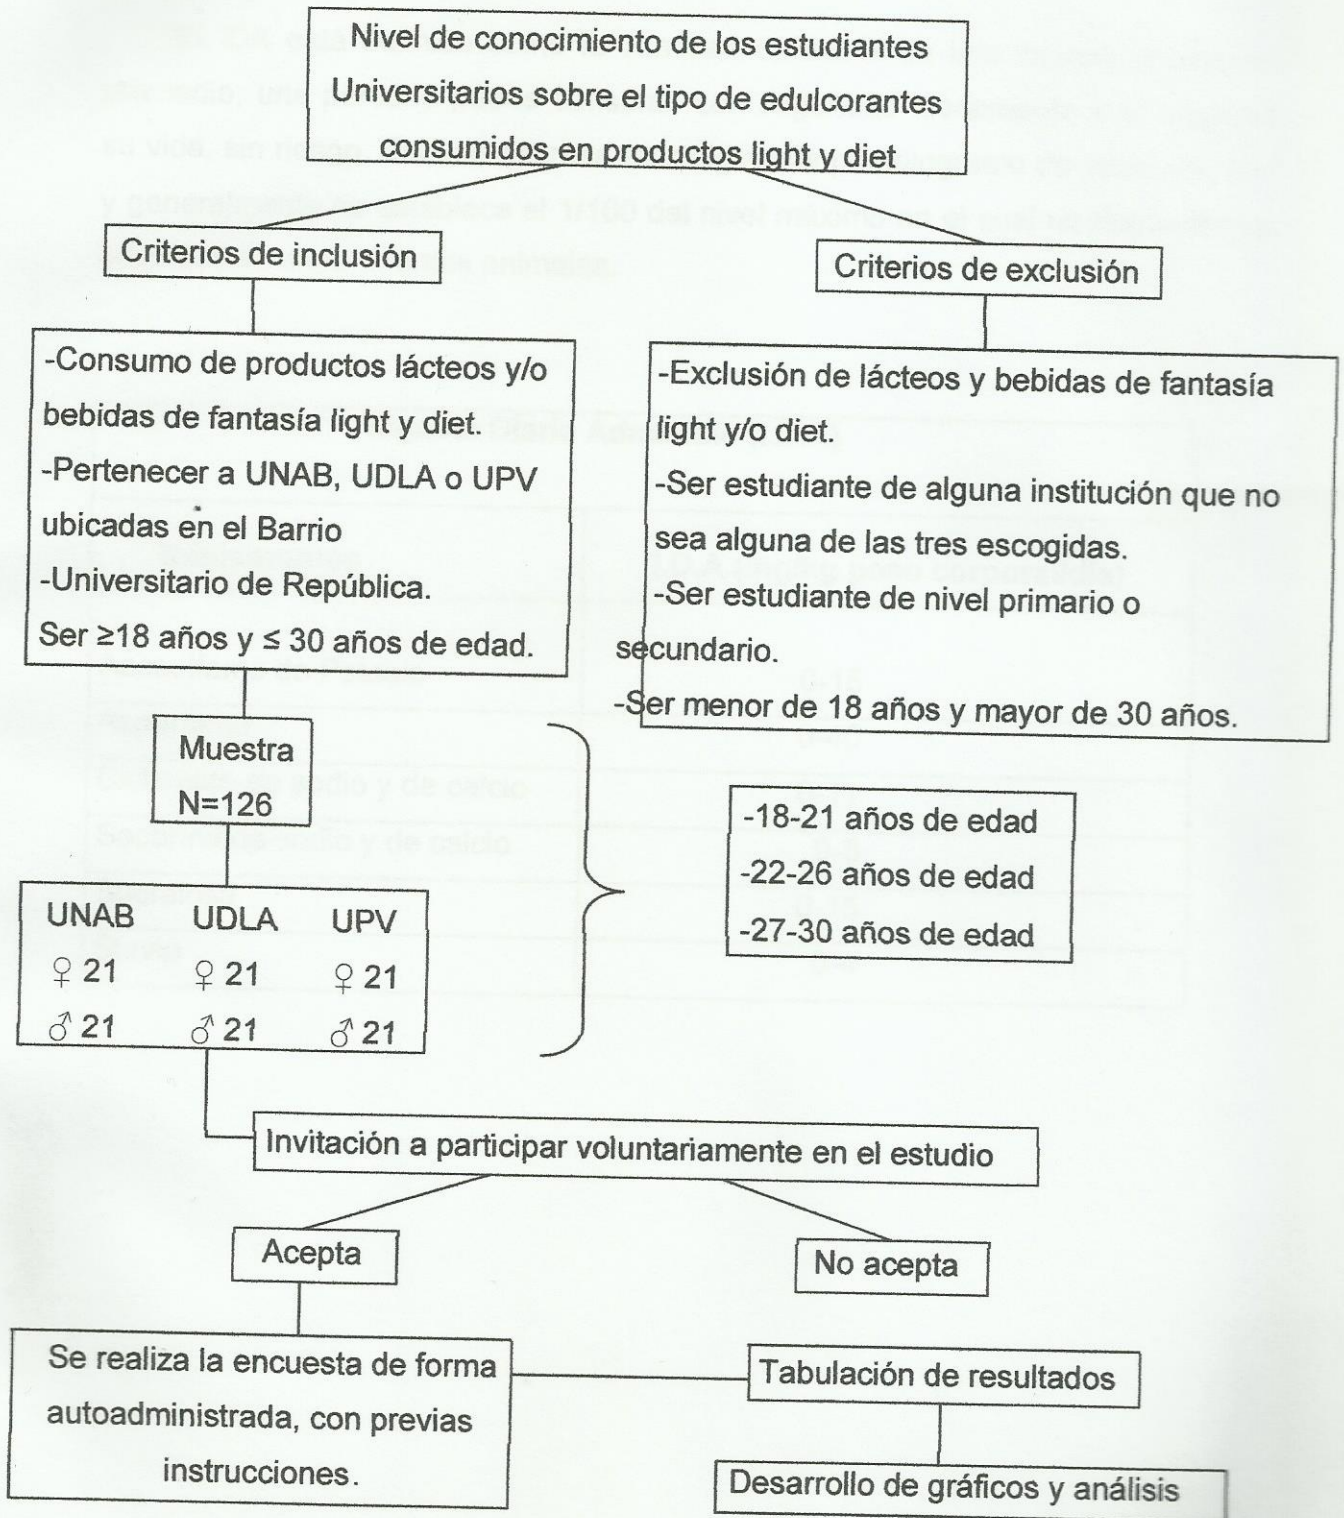 Nivel de conocimiento de los estudiantes
Universitarios sobre el tipo de edulcorantes
consumidos en productos light y diet
Criterios de inclusión
Criterios de exclusión
-Consumo de productos lácteos y/o
bebidas de fantasía light y diet.
-Pertenecer a UNAB, UDLA o UPV
ubicadas en el Barrio
-Universitario de República.
Ser ≥18 años y ≤ 30 años de edad.
-Exclusión de lácteos y bebidas de fantasía
light y/o diet.
-Ser estudiante de alguna institución que no
sea alguna de las tres escogidas.
-Ser estudiante de nivel primario o
secundario.
-Ser menor de 18 años y mayor de 30 años.
Muestra
N=126
-18-21 años de edad
-22-26 años de edad
-27-30 años de edad
UNAB UDLA UPV
♀ 21 ♀ 21 ♀ 21
♂ 21 ♂ 21 ♂ 21
Invitación a participar voluntariamente en el estudio
Acepta
No acepta
Se realiza la encuesta de forma
autoadministrada, con previas
instrucciones.
Tabulación de resultados
Desarrollo de gráficos y análisis